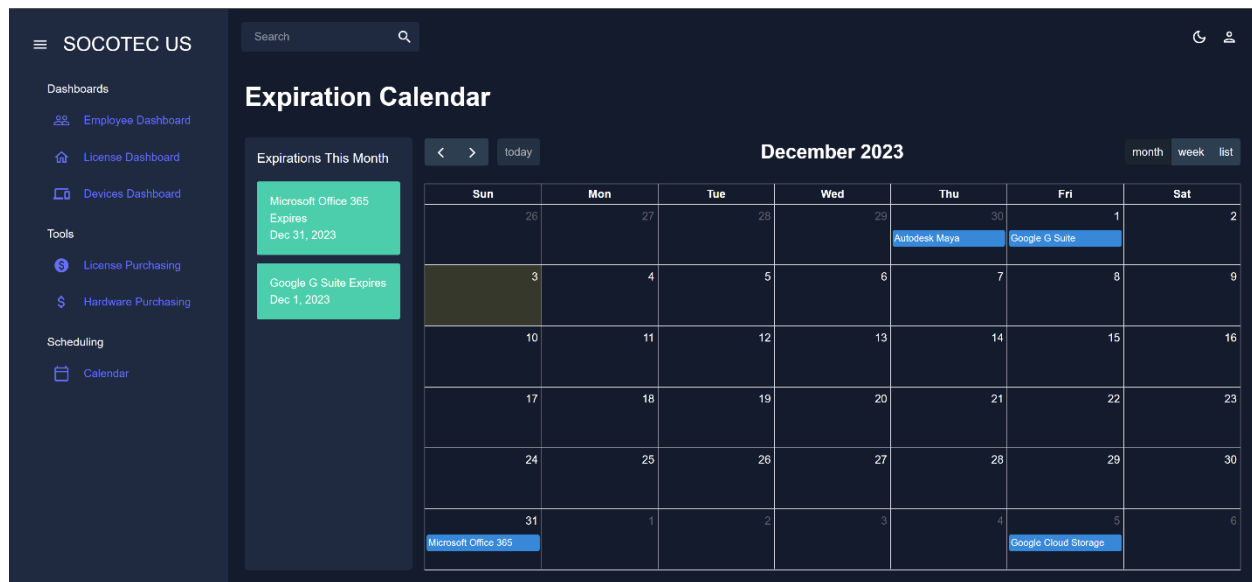 SOCOTEC US
Dashboards
Employee Dashboard
License Dashboard
Devices Dashboard
Tools
License Purchasing
Hardware Purchasing
Scheduling
Calendar
Search
Expiration Calendar
Expirations This Month
Microsoft Office 365
Expires
Dec 31, 2023
Google G Suite Expires
Dec 1, 2023
today
December 2023
month week list
Sun Mon Tue Wed Thu Fri Sat
26 27 28 29 30 1 2
Autodesk Maya Google G Suite
3 4 5 6 7 8 9
10 11 12 13 14 15 16
17 18 19 20 21 22 23
24 25 26 27 28 29 30
31 1 2 3 4 5 6
Microsoft Office 365 Google Cloud Storage